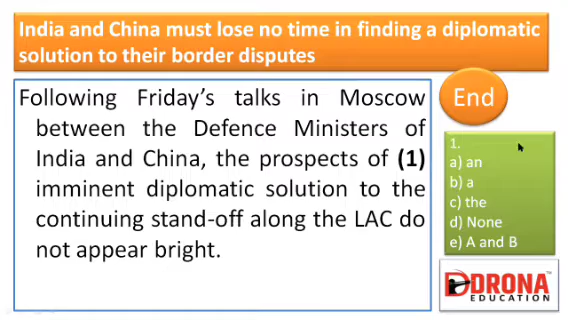 India and China must lose no time in finding a diplomatic
solution to their border disputes
Following Friday's talks in Moscow
between the Defence Ministers of
India and China, the prospects of (1)
imminent diplomatic solution to the
continuing stand-off along the LAC do
not appear bright.
End
1.
a) an
b) a
c) the
d) None
e) A and B
DRONA
EDUCATION